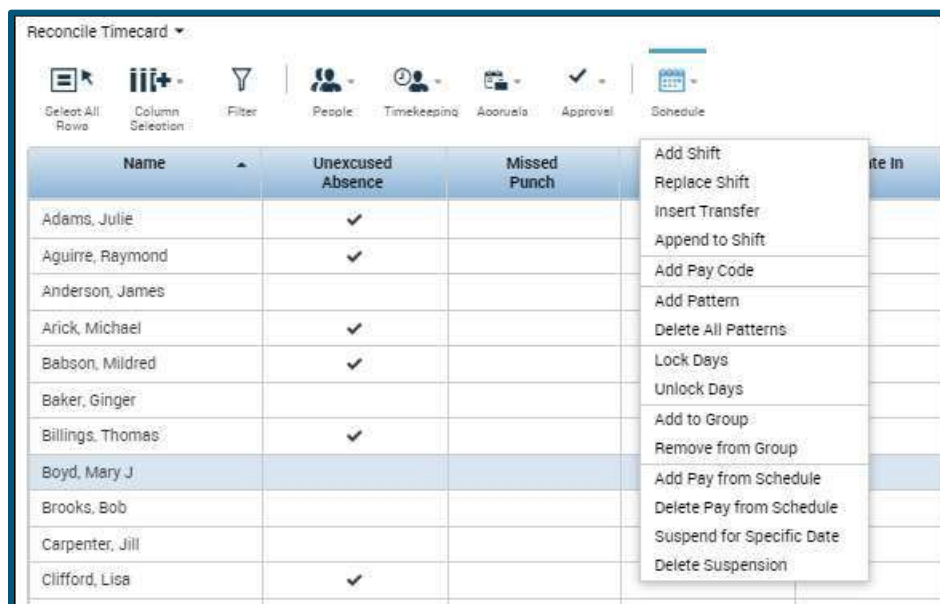 Reconcile Timecard
Select All Rows
Column Selection
Filter
People
Timekeeping
Accruals
Approval
Schedule
Name
Unexcused Absence
Missed Punch
te In
Add Shift
Replace Shift
Insert Transfer
Append to Shift
Add Pay Code
Add Pattern
Delete All Patterns
Lock Days
Unlock Days
Add to Group
Remove from Group
Add Pay from Schedule
Delete Pay from Schedule
Suspend for Specific Date
Delete Suspension
Adams, Julie
Aguirre, Raymond
Anderson, James
Arick, Michael
Babson, Mildred
Baker, Ginger
Billings, Thomas
Boyd, Mary J
Brooks, Bob
Carpenter, Jill
Clifford, Lisa